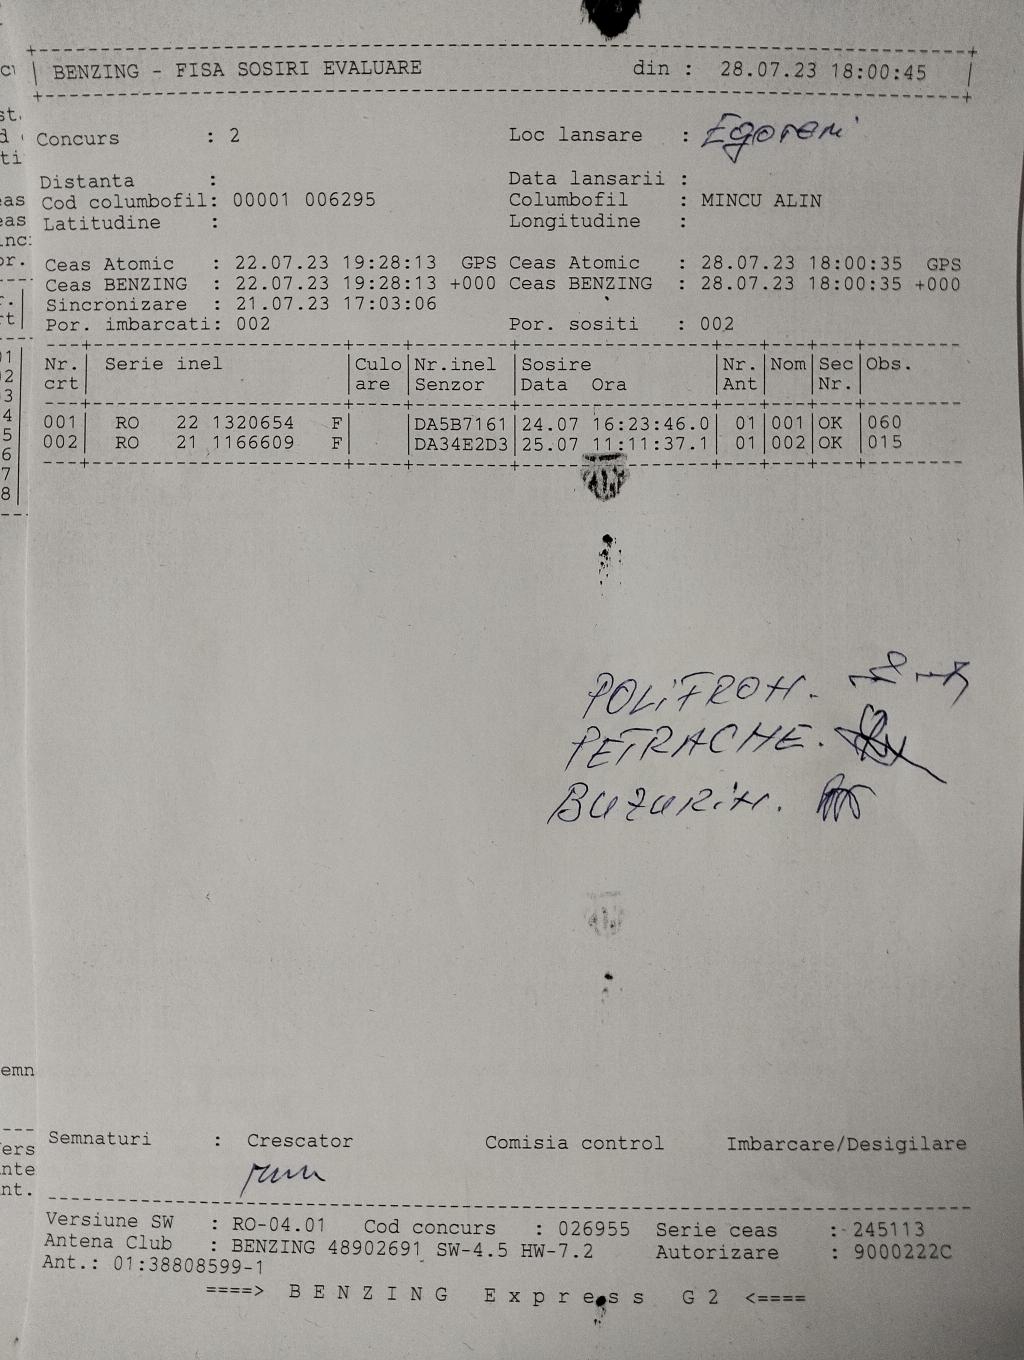 BENZING - FISA SOSIRI EVALUARE din : 28.07.23 18:00:45
Concurs : 2 Loc lansare :
Distanta : Data lansarii :
Cod columbofil: 00001 006295 Columbofil : MINCU ALIN
Latitudine : Longitudine :
Ceas Atomic : 22.07.23 19:28:13 GPS Ceas Atomic : 28.07.23 18:00:35 GPS
Ceas BENZING : 22.07.23 19:28:13 +000 Ceas BENZING : 28.07.23 18:00:35 +000
Sincronizare : 21.07.23 17:03:06
Por. imbarcati: 002 Por. sositi : 002
Nr. | Serie inel | Culo | Nr.inel | Sosire | Nr. | Nom | Sec | Obs.
crt | | are | Senzor | Data Ora | Ant | | Nr. |
001 | RO 22 1320654 F | | DA5B7161 | 24.07 16:23:46.0 | 01 | 001 | OK | 060
002 | RO 21 1166609 F | | DA34E2D3 | 25.07 11:11:37.1 | 01 | 002 | OK | 015
POLiFRON.
PETRACHE.
BUZURiN.
Semnaturi : Crescator Comisia control Imbarcare/Desigilare
Versiune SW : RO-04.01 Cod concurs : 026955 Serie ceas : 245113
Antena Club : BENZING 48902691 SW-4.5 HW-7.2 Autorizare : 9000222C
Ant.: 01:38808599-1
====> B E N Z I N G E x p r e s s G 2 <====